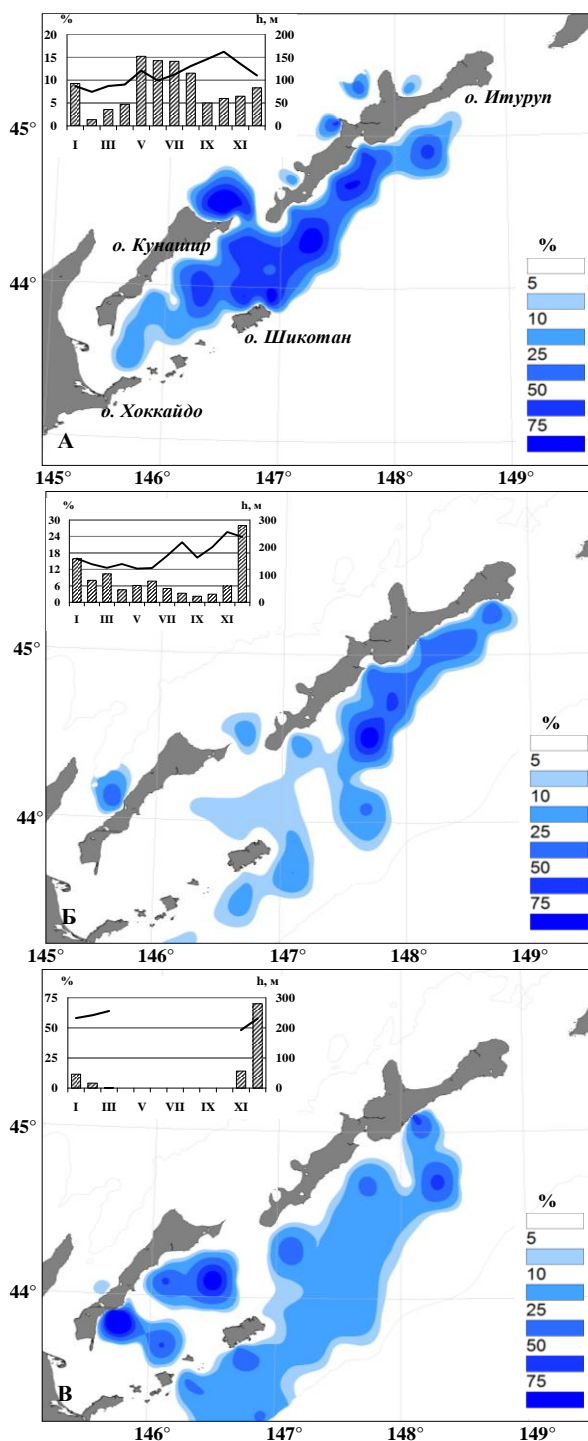 % h, м
20 200
15 150
10 100
5 50
0 0
I III V VII IX XI
о. Итуруп
45°
о. Кунашир
44°
о. Шикотан
о. Хоккайдо
А
%
5
10
25
50
75
145° 146° 147° 148° 149°
% h, м
30 300
24
18 200
12
6 100
0 0
I III V VII IX XI
45°
44°
Б
%
5
10
25
50
75
145° 146° 147° 148° 149°
% h, м
75 300
50 200
25 100
0 0
I III V VII IX XI
45°
44°
В
%
5
10
25
50
75
146° 147° 148° 149°